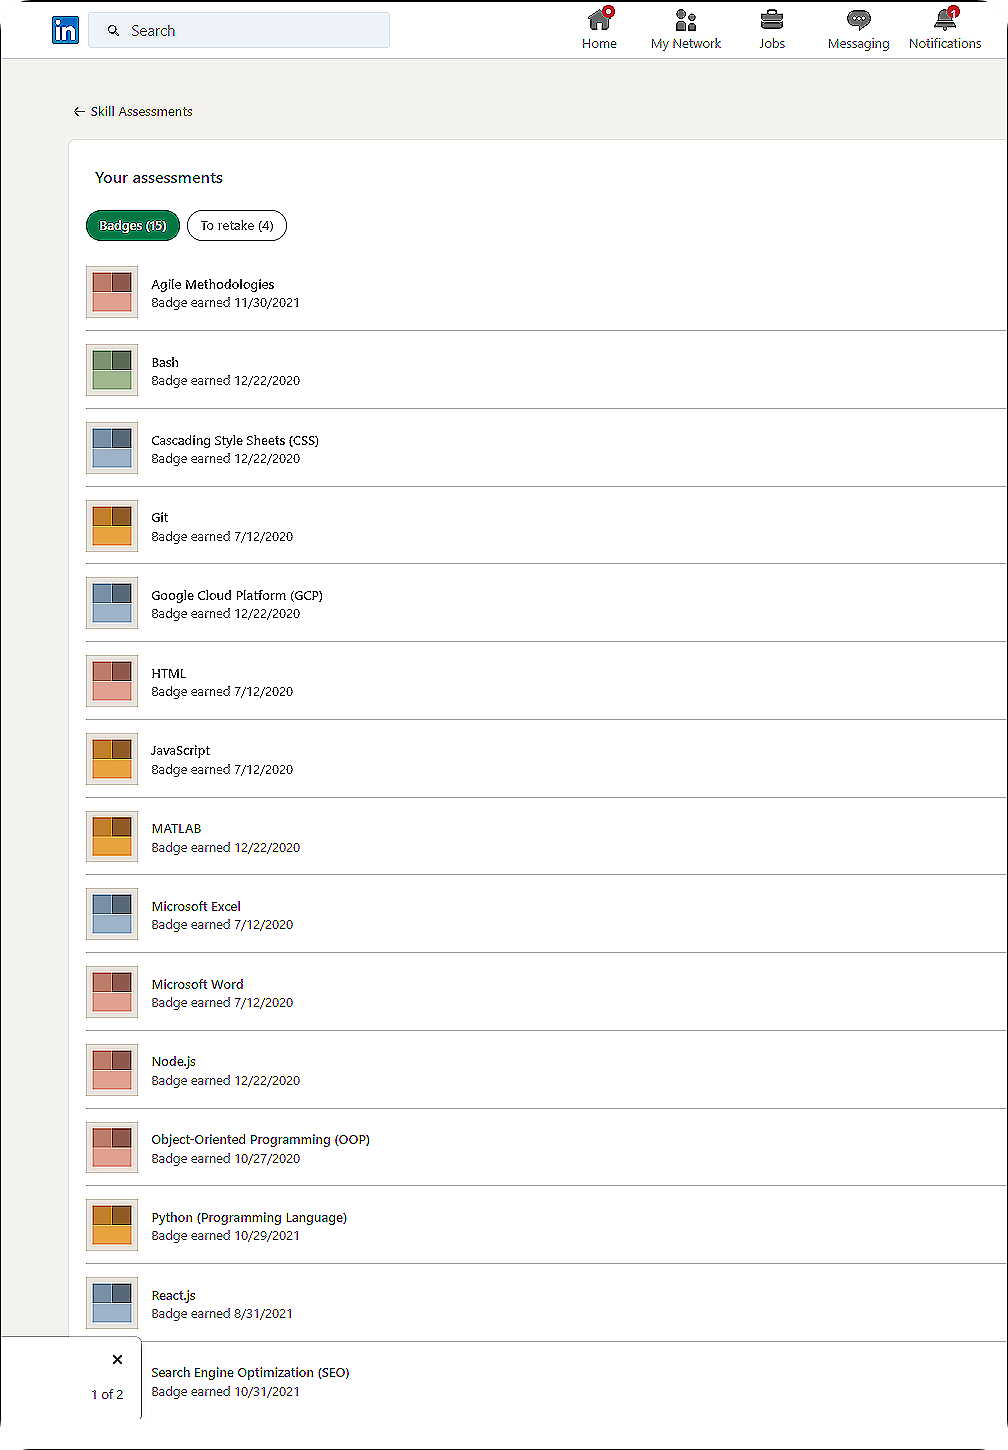 in
Search
Home
My Network
Jobs
Messaging
1
Notifications
← Skill Assessments
Your assessments
Badges (15)
To retake (4)
Agile Methodologies
Badge earned 11/30/2021
Bash
Badge earned 12/22/2020
Cascading Style Sheets (CSS)
Badge earned 12/22/2020
Git
Badge earned 7/12/2020
Google Cloud Platform (GCP)
Badge earned 12/22/2020
HTML
Badge earned 7/12/2020
JavaScript
Badge earned 7/12/2020
MATLAB
Badge earned 12/22/2020
Microsoft Excel
Badge earned 7/12/2020
Microsoft Word
Badge earned 7/12/2020
Node.js
Badge earned 12/22/2020
Object-Oriented Programming (OOP)
Badge earned 10/27/2020
Python (Programming Language)
Badge earned 10/29/2021
React.js
Badge earned 8/31/2021
Search Engine Optimization (SEO)
Badge earned 10/31/2021
1 of 2